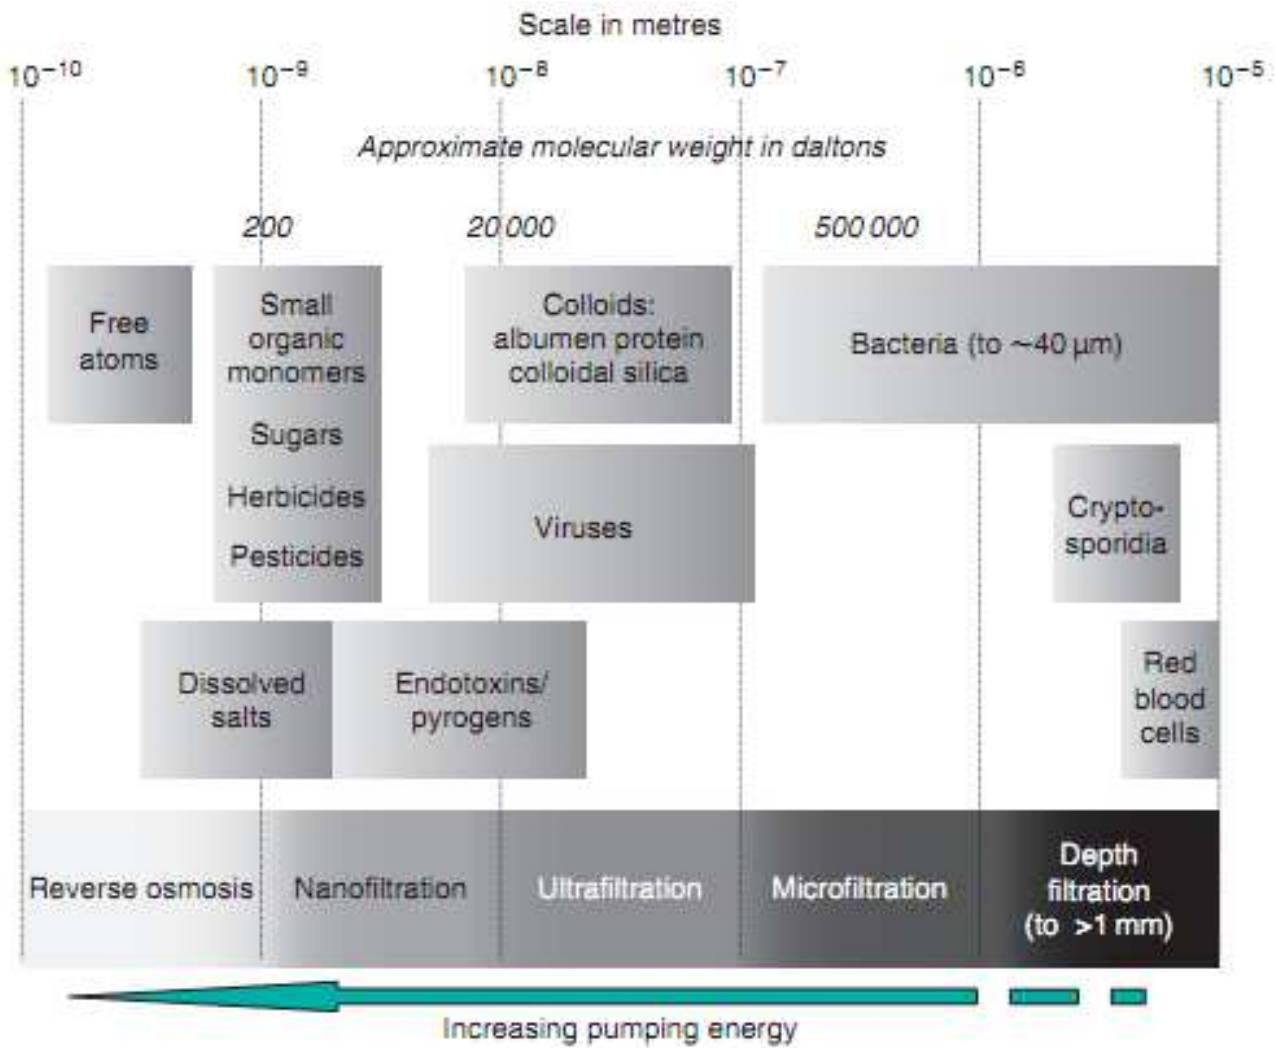 Scale in metres
10⁻¹⁰ 10⁻⁹ 10⁻⁸ 10⁻⁷ 10⁻⁶ 10⁻⁵
Approximate molecular weight in daltons
200 20 000 500 000
Free
atoms
Small
organic
monomers
Sugars
Herbicides
Pesticides
Colloids:
albumen protein
colloidal silica
Bacteria (to ~40 µm)
Viruses
Crypto-
sporidia
Dissolved
salts
Endotoxins/
pyrogens
Red
blood
cells
Reverse osmosis
Nanofiltration
Ultrafiltration
Microfiltration
Depth
filtration
(to >1 mm)
Increasing pumping energy